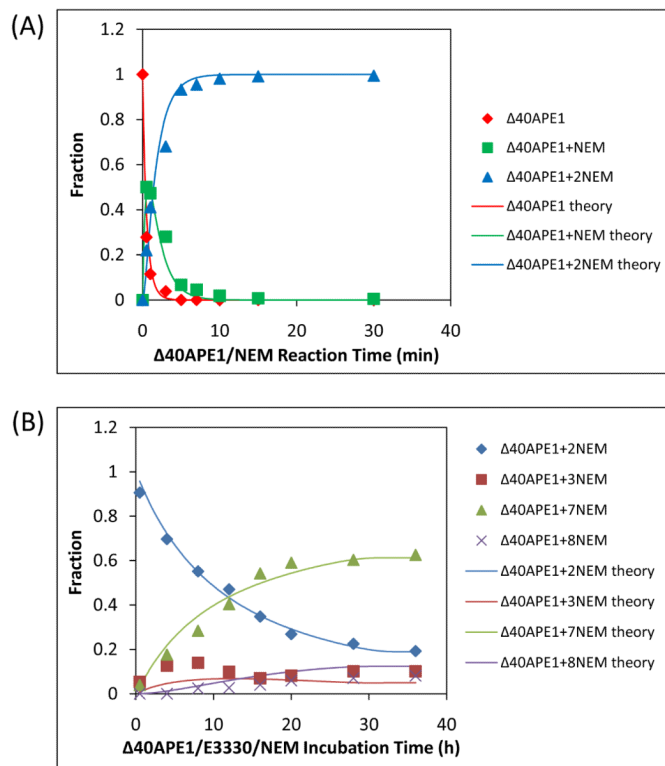 (A)
1.2
1
0.8
0.6
0.4
0.2
0
Fraction
0 10 20 30 40
Δ40APE1/NEM Reaction Time (min)
Δ40APE1
Δ40APE1+NEM
Δ40APE1+2NEM
Δ40APE1 theory
Δ40APE1+NEM theory
Δ40APE1+2NEM theory
(B)
1.2
1
0.8
0.6
0.4
0.2
0
Fraction
0 10 20 30 40
Δ40APE1/E3330/NEM Incubation Time (h)
Δ40APE1+2NEM
Δ40APE1+3NEM
Δ40APE1+7NEM
Δ40APE1+8NEM
Δ40APE1+2NEM theory
Δ40APE1+3NEM theory
Δ40APE1+7NEM theory
Δ40APE1+8NEM theory